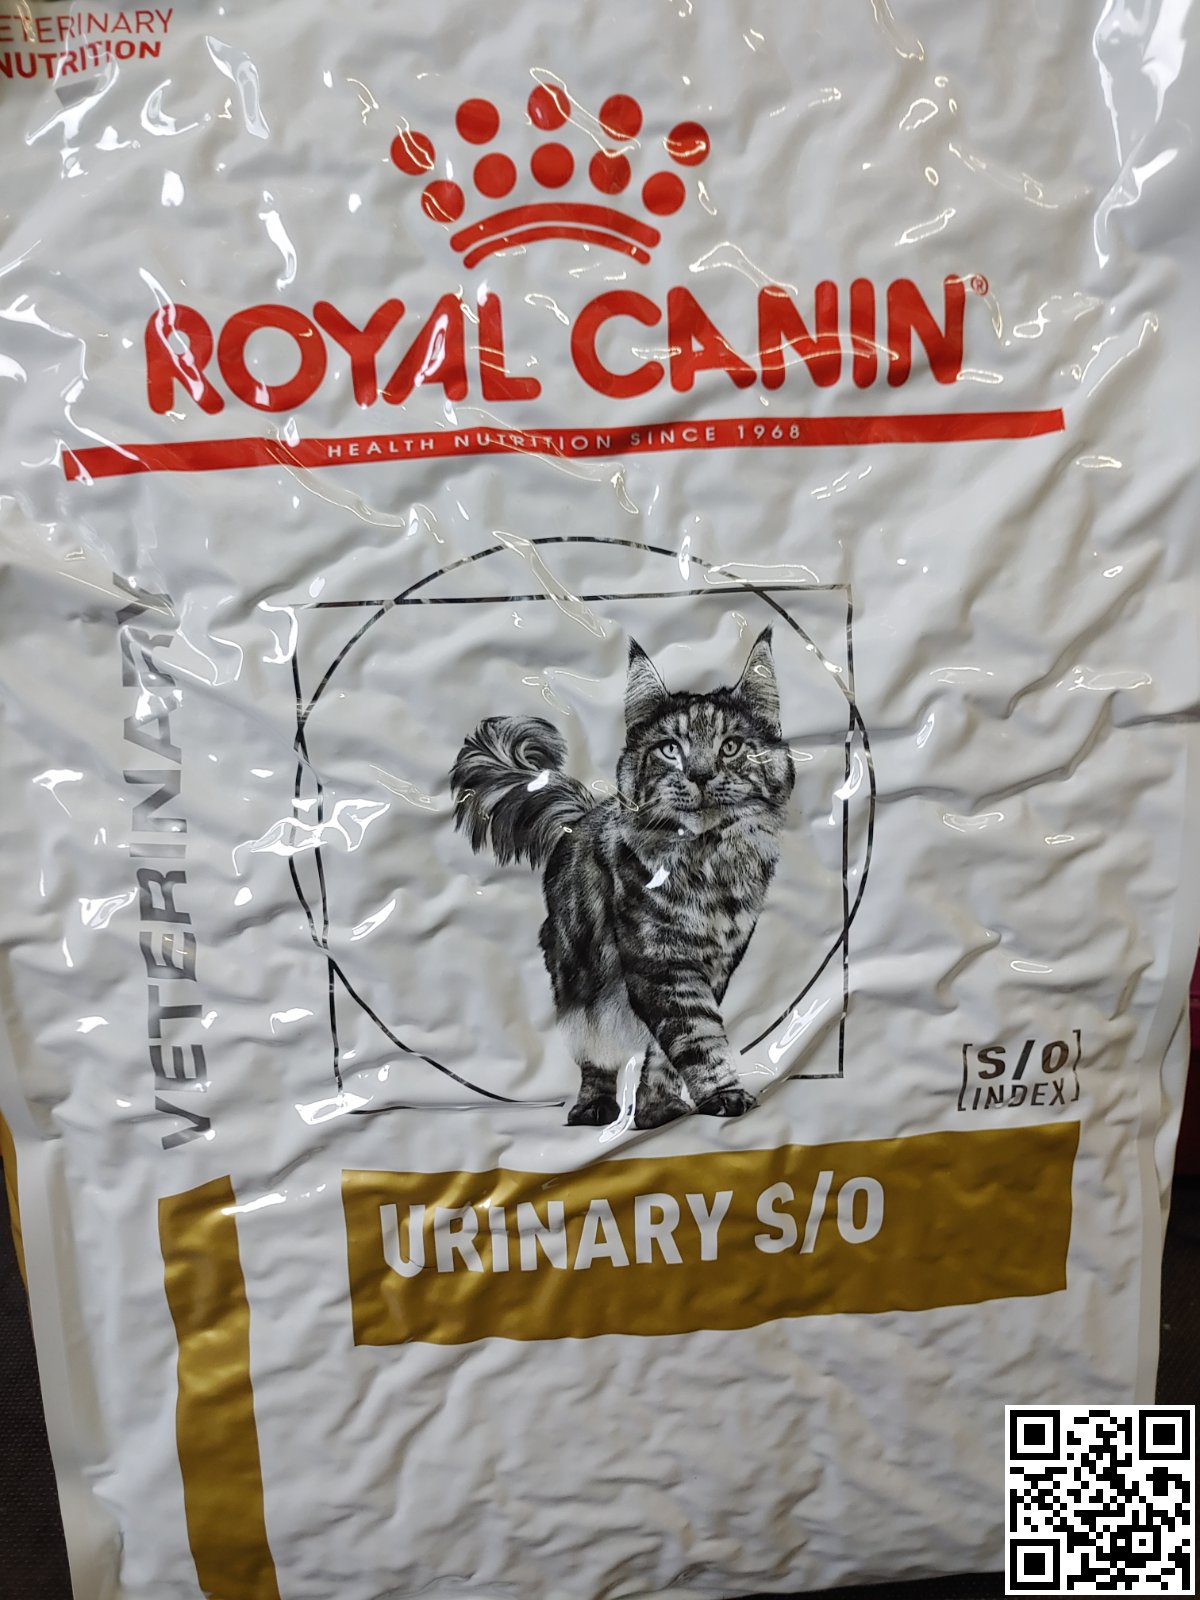 VETERINARY
NUTRITION
ROYAL CANIN®
HEALTH NUTRITION SINCE 1968
VETERINARY
S/O
INDEX
URINARY S/O